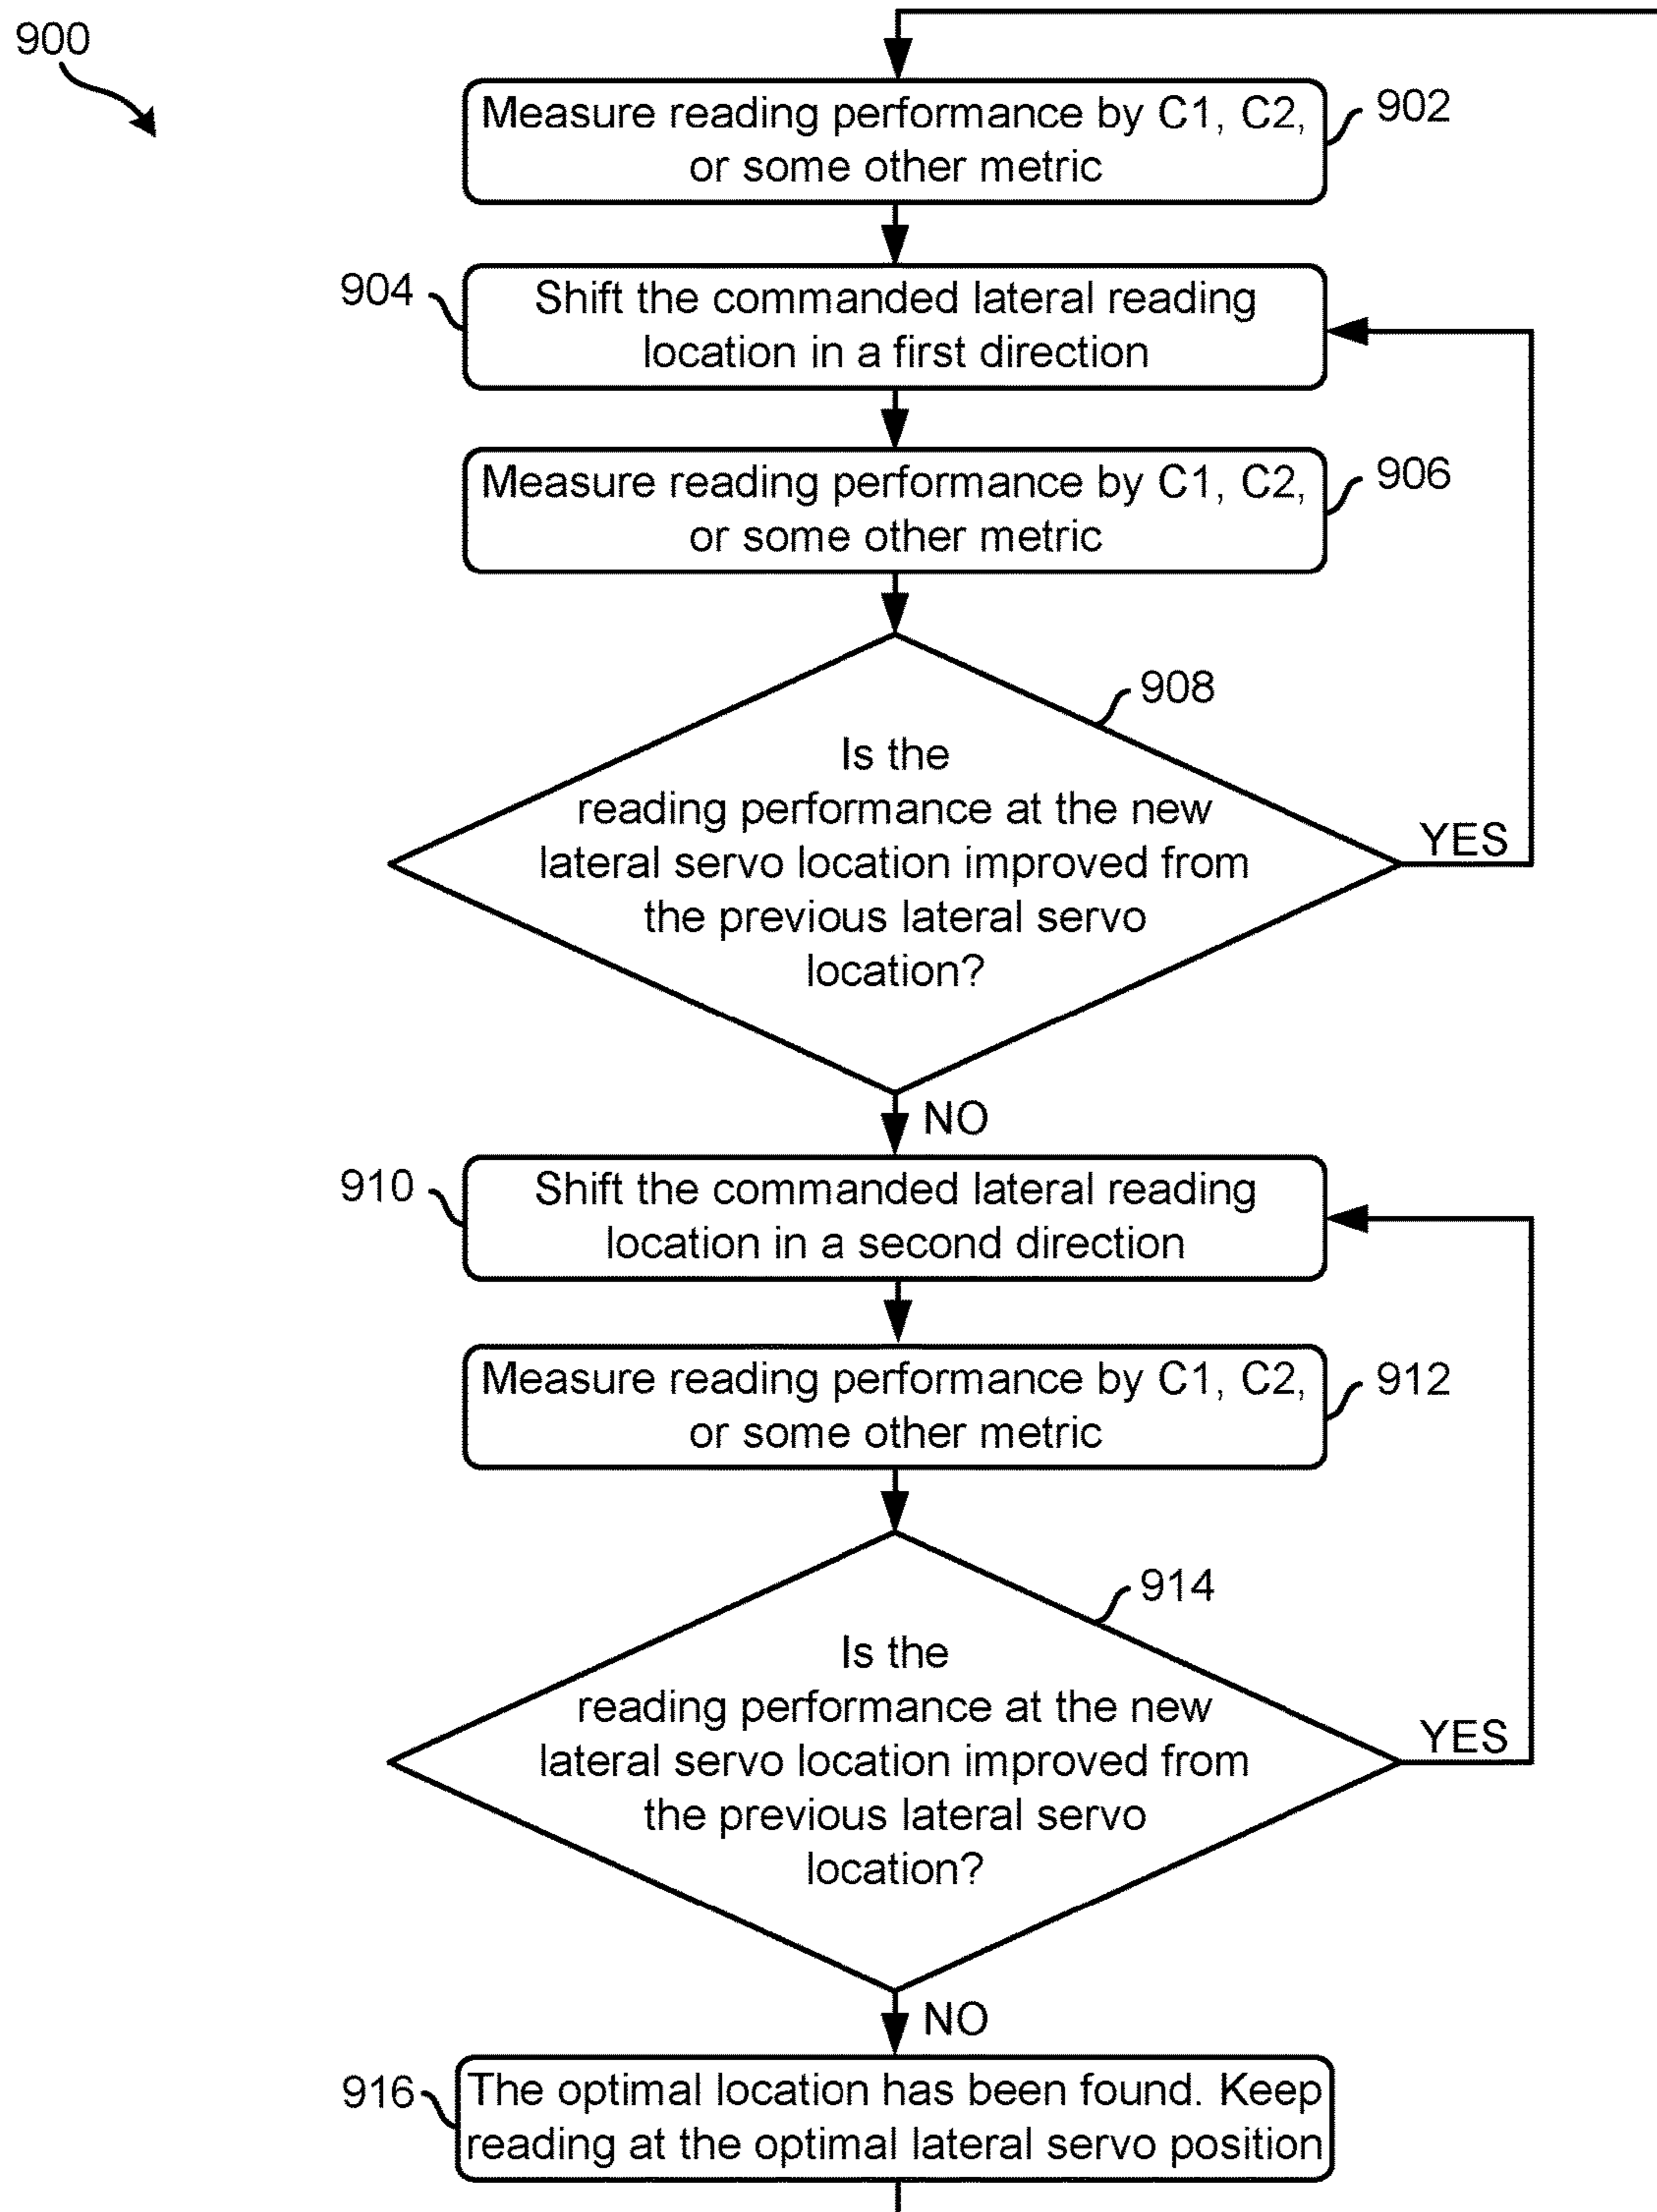 900
Measure reading performance by C1, C2,
or some other metric
902
904
Shift the commanded lateral reading
location in a first direction
Measure reading performance by C1, C2,
or some other metric
906
908
Is the
reading performance at the new
lateral servo location improved from
the previous lateral servo
location?
YES
NO
910
Shift the commanded lateral reading
location in a second direction
Measure reading performance by C1, C2,
or some other metric
912
914
Is the
reading performance at the new
lateral servo location improved from
the previous lateral servo
location?
YES
NO
916
The optimal location has been found. Keep
reading at the optimal lateral servo position